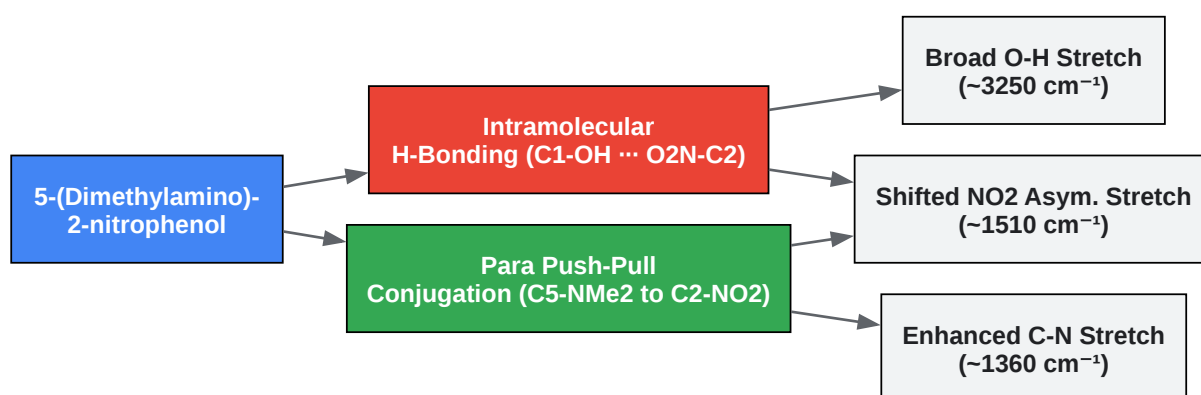 5-(Dimethylamino)-
2-nitrophenol
Intramolecular
H-Bonding (C1-OH ··· O2N-C2)
Para Push-Pull
Conjugation (C5-NMe2 to C2-NO2)
Broad O-H Stretch
(~3250 cm⁻¹)
Shifted NO2 Asym. Stretch
(~1510 cm⁻¹)
Enhanced C-N Stretch
(~1360 cm⁻¹)